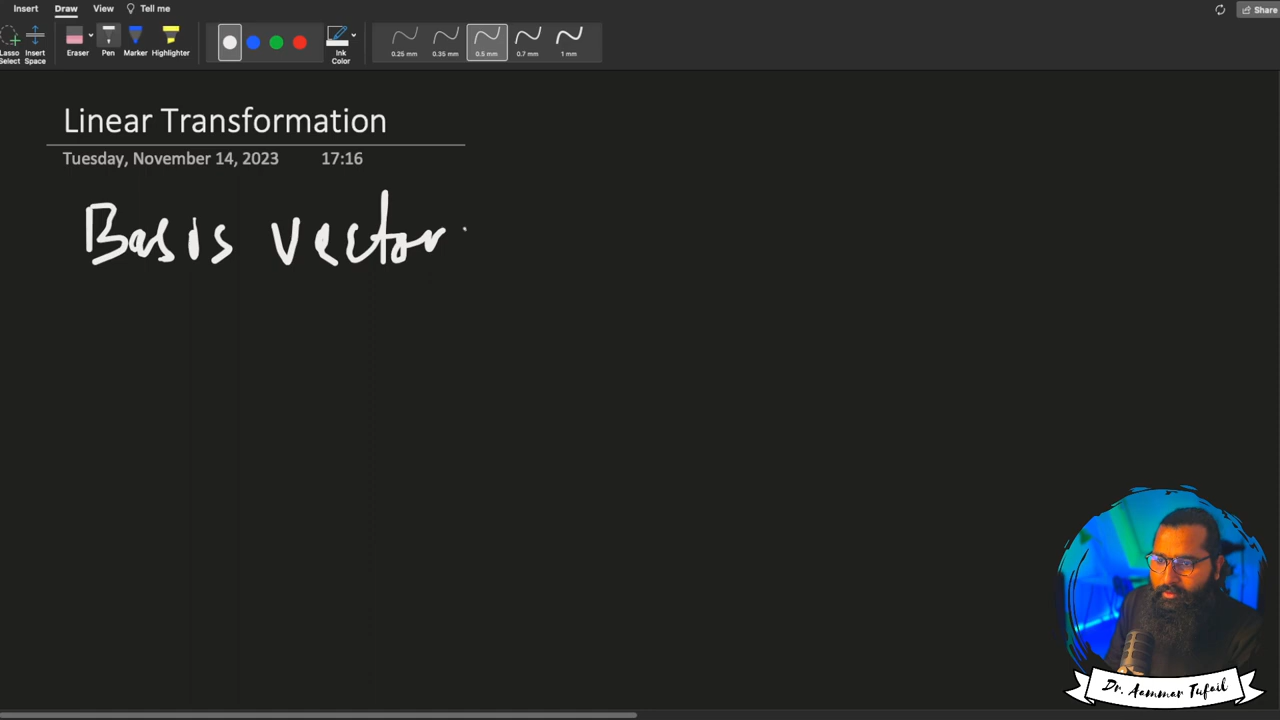 Insert Draw View Tell me Share
Lasso Select Insert Space Eraser Pen Marker Highlighter Ink Color 0.25 mm 0.35 mm 0.5 mm 0.7 mm 1 mm
Linear Transformation
Tuesday, November 14, 2023 17:16
Basis vector
Dr. Aammar Tufail